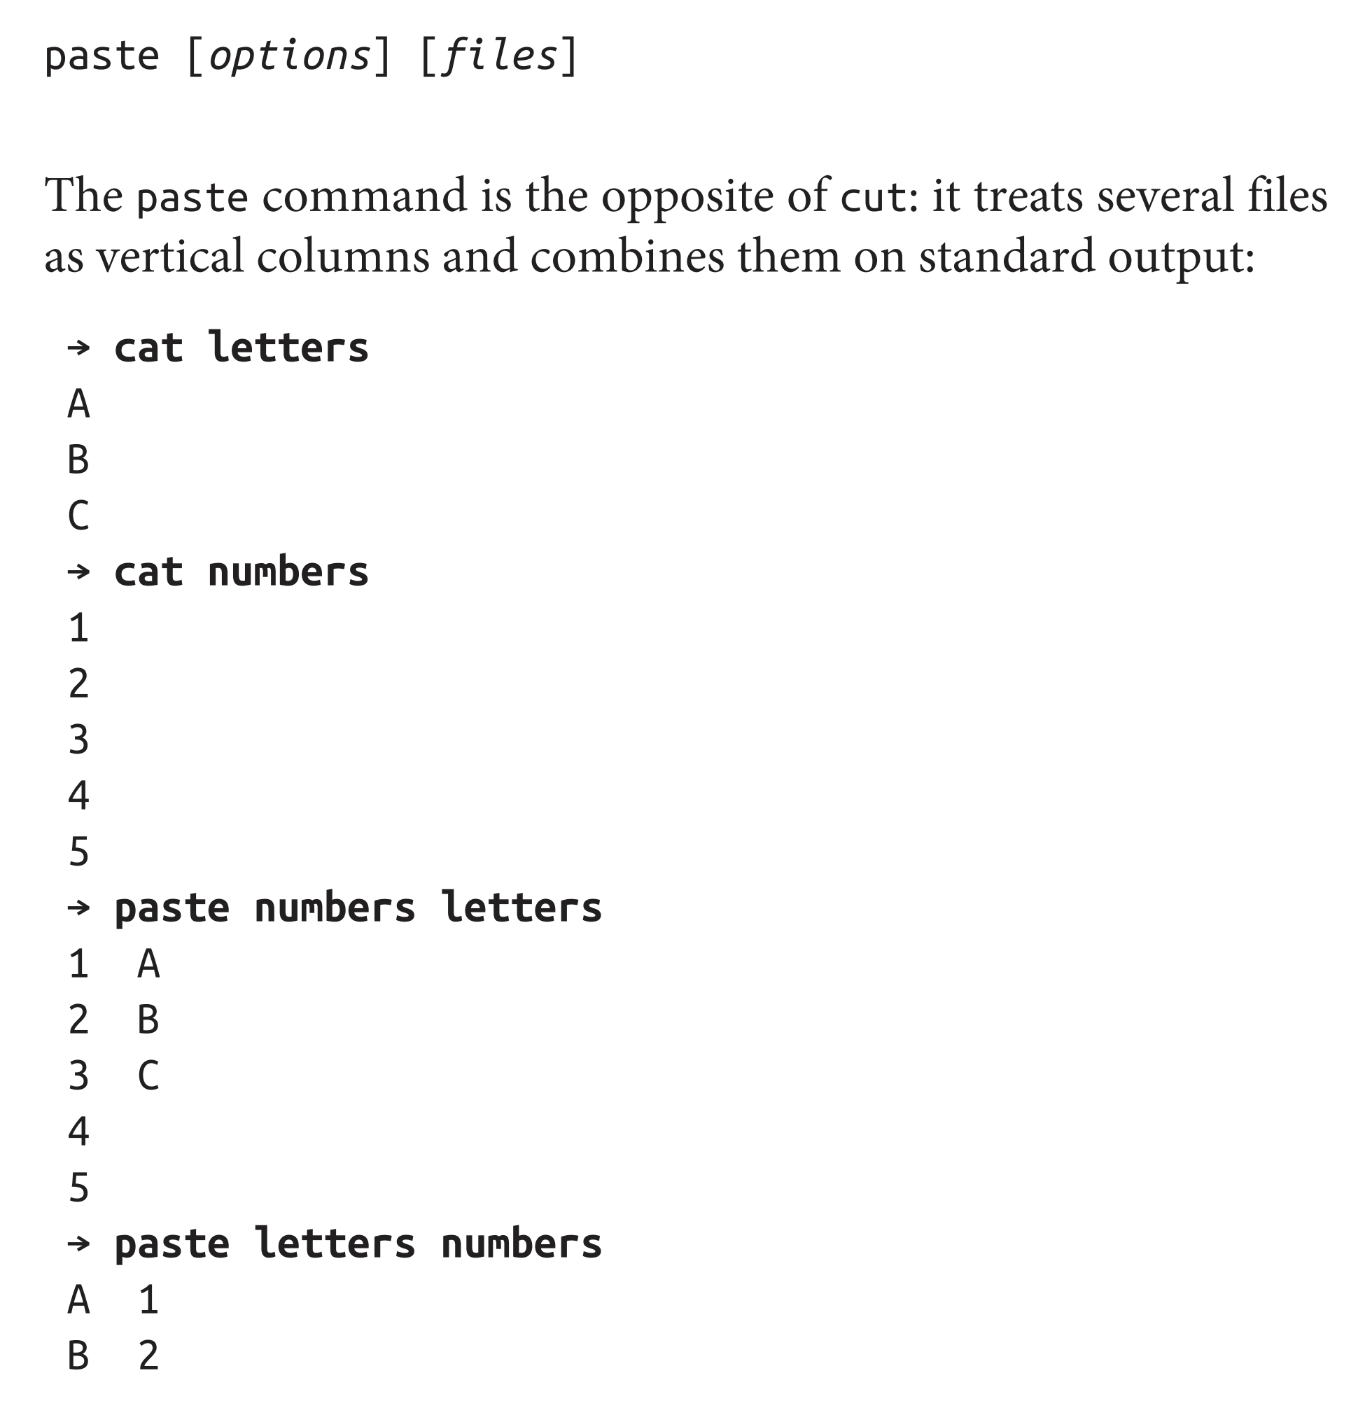 paste [options] [files]
The paste command is the opposite of cut: it treats several files
as vertical columns and combines them on standard output:
→ cat letters
A
B
C
→ cat numbers
1
2
3
4
5
→ paste numbers letters
1  A
2  B
3  C
4
5
→ paste letters numbers
A  1
B  2